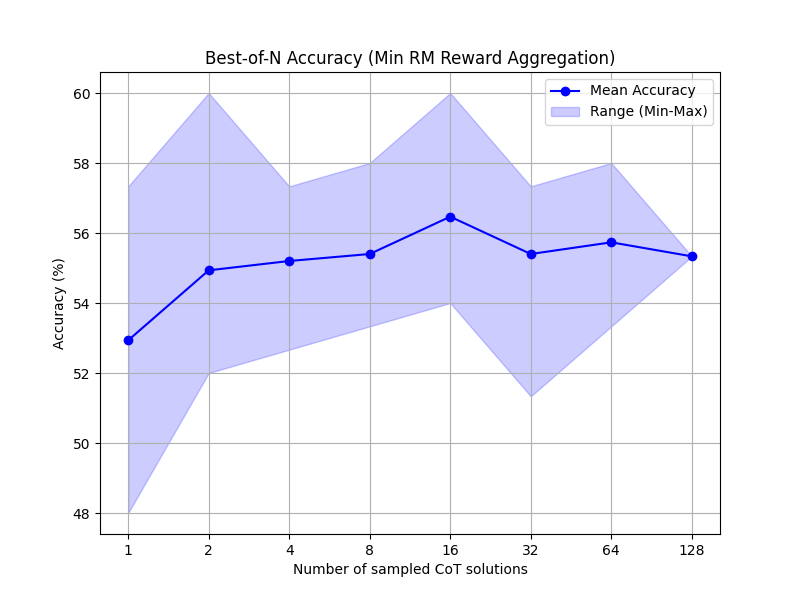 Best-of-N Accuracy (Min RM Reward Aggregation)
Mean Accuracy
Range (Min-Max)
Accuracy (%)
60
58
56
54
52
50
48
1 2 4 8 16 32 64 128
Number of sampled CoT solutions